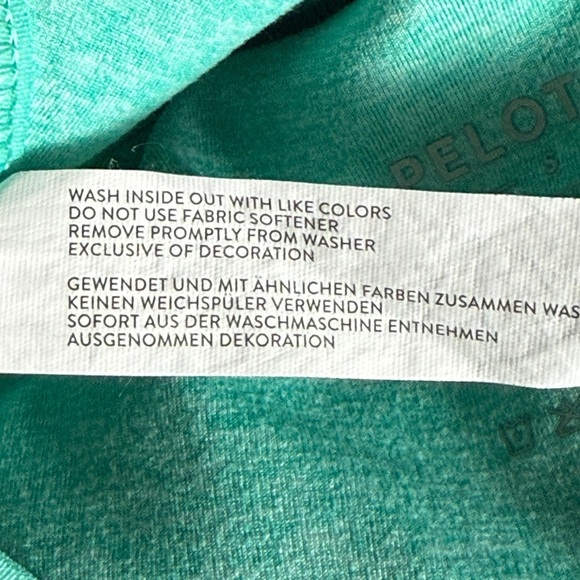 PELOT
S
WASH INSIDE OUT WITH LIKE COLORS
DO NOT USE FABRIC SOFTENER
REMOVE PROMPTLY FROM WASHER
EXCLUSIVE OF DECORATION
GEWENDET UND MIT ÄHNLICHEN FARBEN ZUSAMMEN WAS
KEINEN WEICHSPÜLER VERWENDEN
SOFORT AUS DER WASCHMASCHINE ENTNEHMEN
AUSGENOMMEN DEKORATION